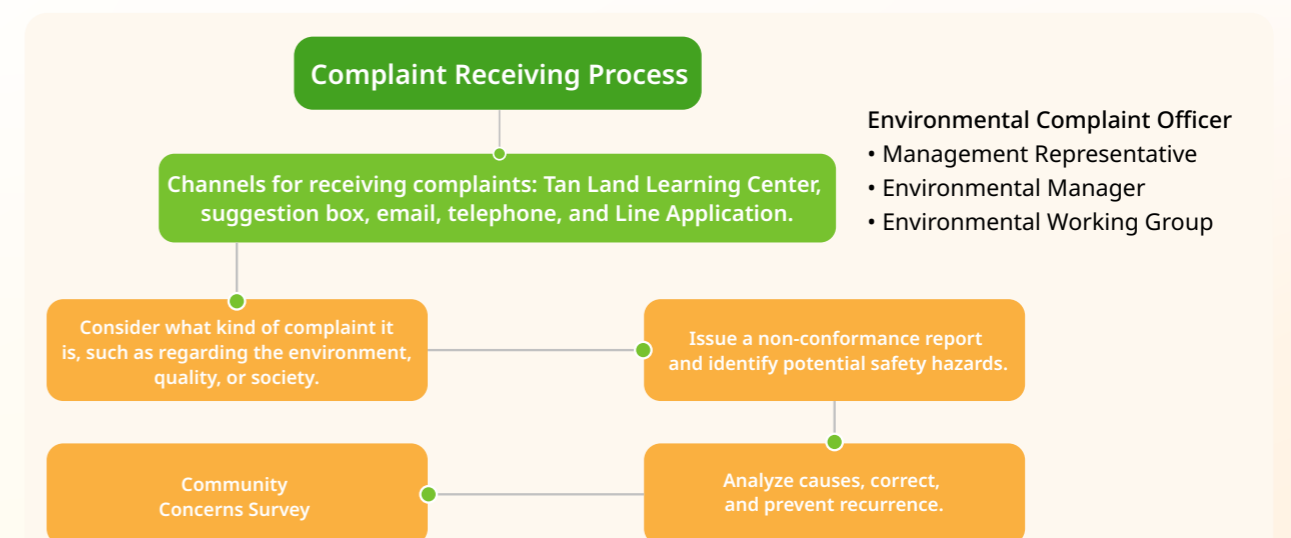 Complaint Receiving Process
Channels for receiving complaints: Tan Land Learning Center,
suggestion box, email, telephone, and Line Application.
Environmental Complaint Officer
• Management Representative
• Environmental Manager
• Environmental Working Group
Consider what kind of complaint it
is, such as regarding the environment,
quality, or society.
Issue a non-conformance report
and identify potential safety hazards.
Community
Concerns Survey
Analyze causes, correct,
and prevent recurrence.